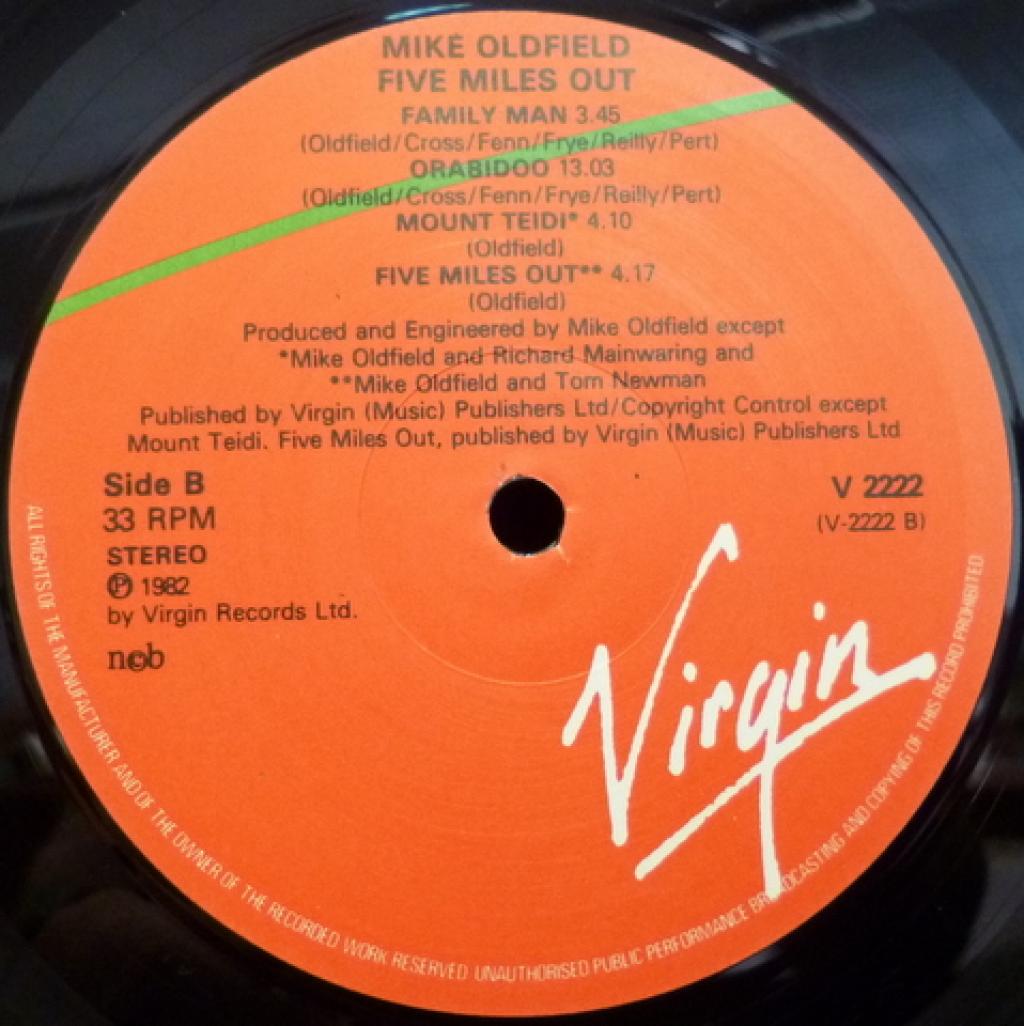 MIKE OLDFIELD
FIVE MILES OUT
FAMILY MAN 3.45
(Oldfield/Cross/Fenn/Frye/Reilly/Pert)
ORABIDOO 13.03
(Oldfield/Cross/Fenn/Frye/Reilly/Pert)
MOUNT TEIDI* 4.10
(Oldfield)
FIVE MILES OUT** 4.17
(Oldfield)
Produced and Engineered by Mike Oldfield except
*Mike Oldfield and Richard Mainwaring and
**Mike Oldfield and Tom Newman
Published by Virgin (Music) Publishers Ltd/Copyright Control except
Mount Teidi. Five Miles Out, published by Virgin (Music) Publishers Ltd
Side B
33 RPM
STEREO
Ⓟ 1982
by Virgin Records Ltd.
ncb
V 2222
(V-2222 B)
Virgin
ALL RIGHTS OF THE MANUFACTURER AND OF THE OWNER OF THE RECORDED WORK RESERVED UNAUTHORISED PUBLIC PERFORMANCE BROADCASTING AND COPYING OF THIS RECORD PROHIBITED